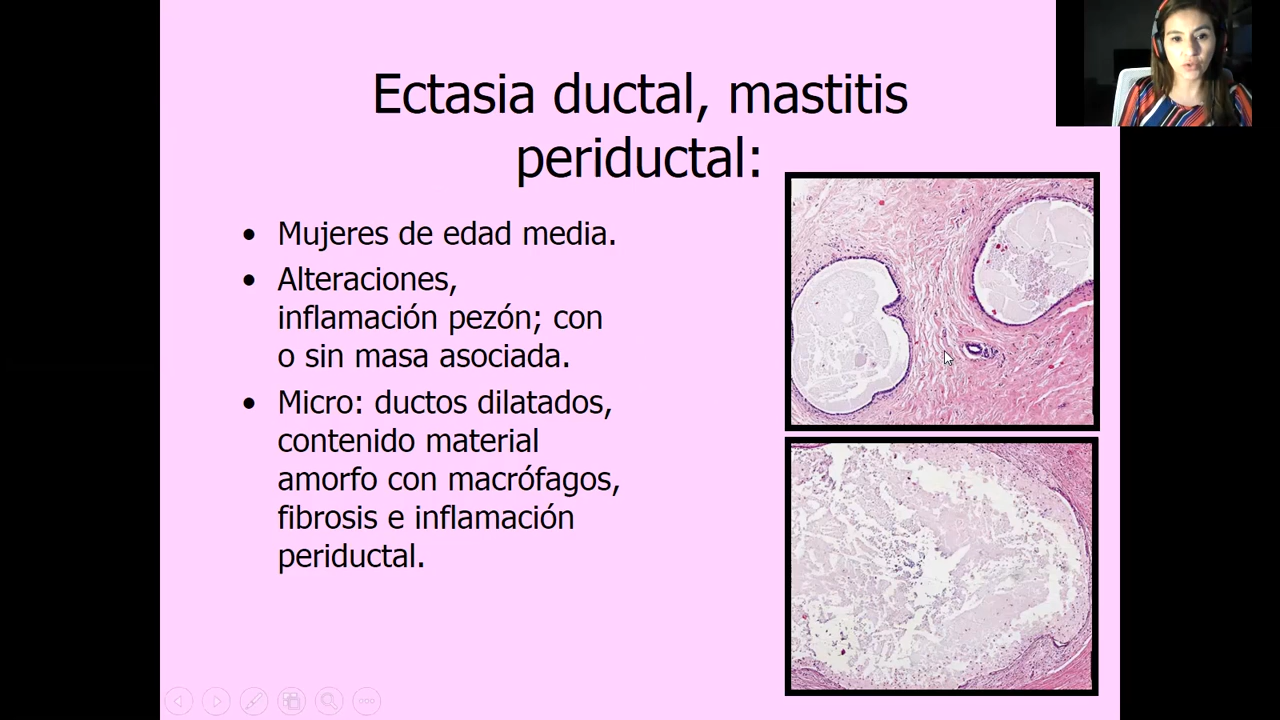 Ectasia ductal, mastitis
periductal:
• Mujeres de edad media.
• Alteraciones,
inflamación pezón; con
o sin masa asociada.
• Micro: ductos dilatados,
contenido material
amorfo con macrófagos,
fibrosis e inflamación
periductal.